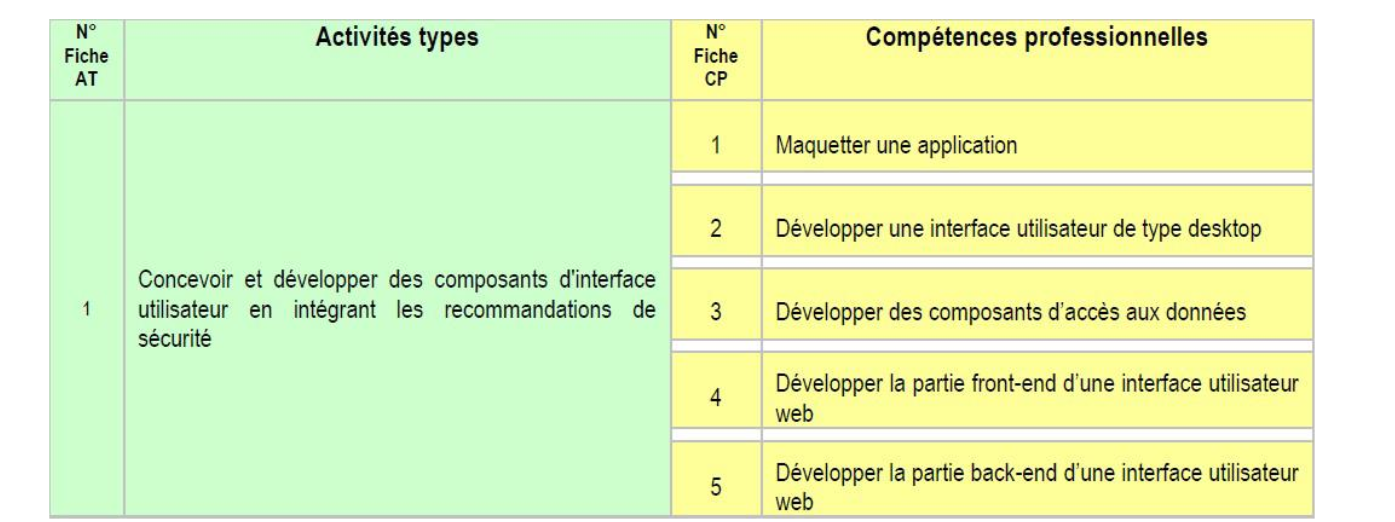 N°
Fiche
AT
Activités types
N°
Fiche
CP
Compétences professionnelles
1
Concevoir et développer des composants d'interface
utilisateur en intégrant les recommandations de
sécurité
1
Maquetter une application
2
Développer une interface utilisateur de type desktop
3
Développer des composants d’accès aux données
4
Développer la partie front-end d’une interface utilisateur
web
5
Développer la partie back-end d’une interface utilisateur
web